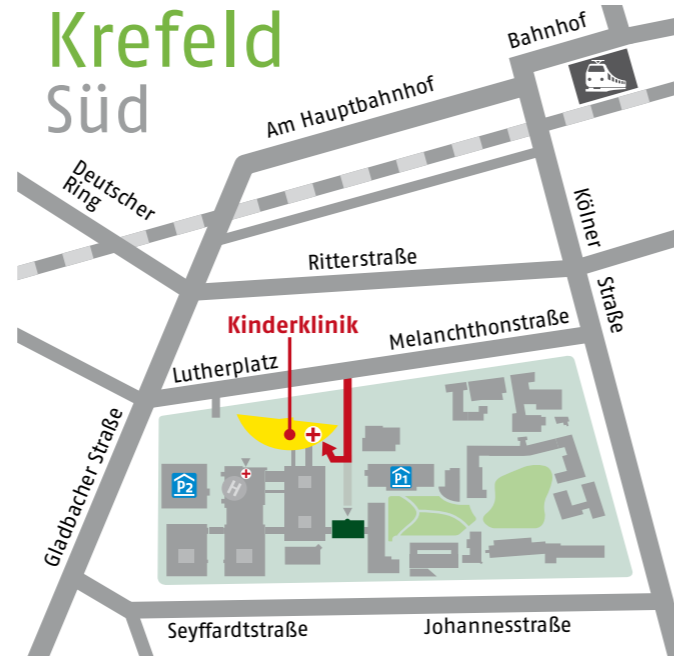 Krefeld
Süd
Bahnhof
Am Hauptbahnhof
Deutscher
Ring
Kölner
Straße
Ritterstraße
Kinderklinik
Melanchthonstraße
Lutherplatz
Gladbacher Straße
P2
H
P1
Seyffardtstraße
Johannesstraße